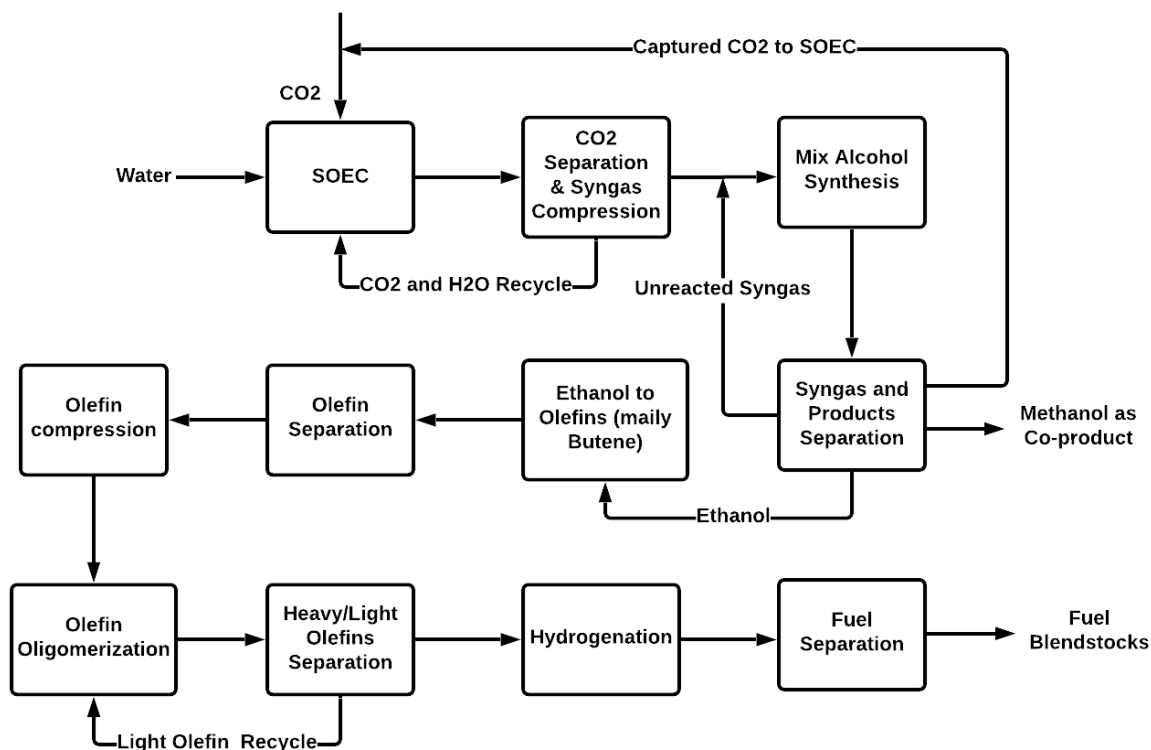 Captured CO2 to SOEC
CO2
Water
SOEC
CO2
Separation
& Syngas
Compression
Mix Alcohol
Synthesis
CO2 and H2O Recycle
Unreacted Syngas
Olefin
compression
Olefin
Separation
Ethanol to
Olefins (maily
Butene)
Syngas and
Products
Separation
Methanol as
Co-product
Ethanol
Olefin
Oligomerization
Heavy/Light
Olefins
Separation
Hydrogenation
Fuel
Separation
Fuel
Blendstocks
Light Olefin Recycle